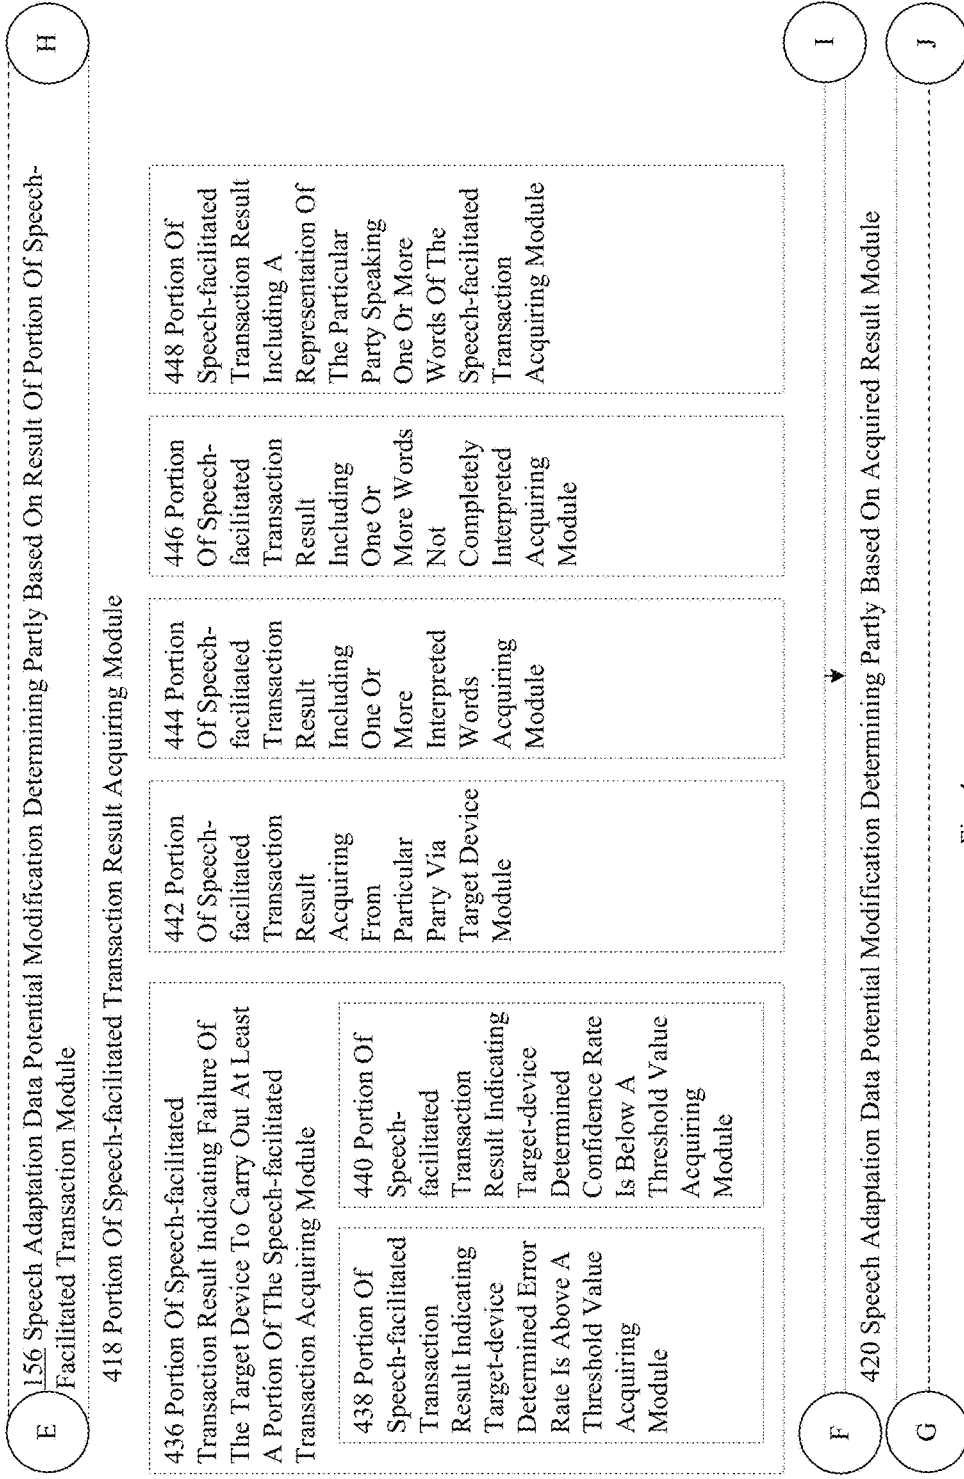 E
H
156 Speech Adaptation Data Potential Modification Determining Partly Based On Result Of Portion Of Speech-
Facilitated Transaction Module
418 Portion Of Speech-facilitated Transaction Result Acquiring Module
436 Portion Of Speech-facilitated
Transaction Result Indicating Failure Of
The Target Device To Carry Out At Least
A Portion Of The Speech-facilitated
Transaction Acquiring Module
438 Portion Of
Speech-facilitated
Transaction
Result Indicating
Target-device
Determined Error
Rate Is Above A
Threshold Value
Acquiring
Module
440 Portion Of
Speech-
facilitated
Transaction
Result Indicating
Target-device
Determined
Confidence Rate
Is Below A
Threshold Value
Acquiring
Module
442 Portion
Of Speech-
facilitated
Transaction
Result
Acquiring
From
Particular
Party Via
Target Device
Module
444 Portion
Of Speech-
facilitated
Transaction
Result
Including
One Or
More
Interpreted
Words
Acquiring
Module
446 Portion
Of Speech-
facilitated
Transaction
Result
Including
One Or
More Words
Not
Completely
Interpreted
Acquiring
Module
448 Portion Of
Speech-facilitated
Transaction Result
Including A
Representation Of
The Particular
Party Speaking
One Or More
Words Of The
Speech-facilitated
Transaction
Acquiring Module
F
I
420 Speech Adaptation Data Potential Modification Determining Partly Based On Acquired Result Module
G
J